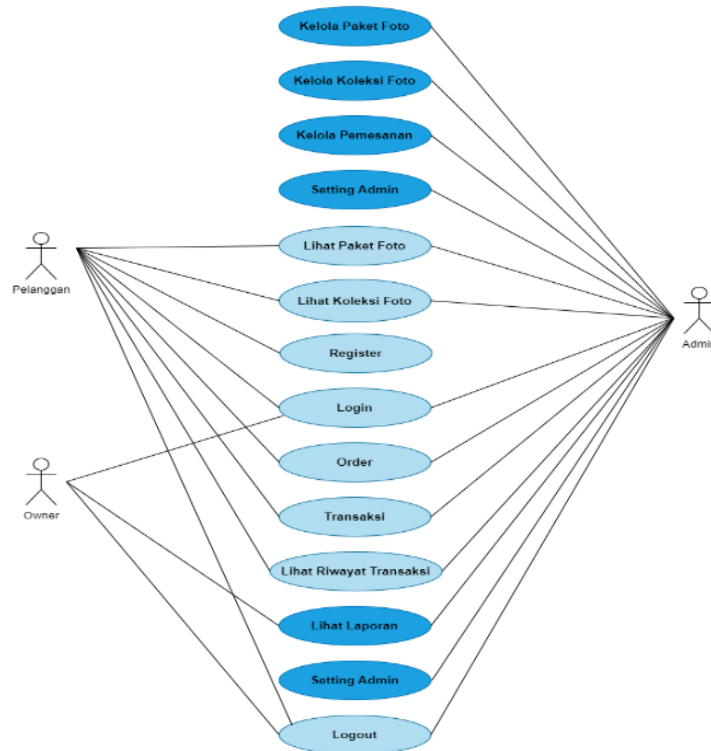 Kelola Paket Foto
Kelola Koleksi Foto
Kelola Pemesanan
Setting Admin
Lihat Paket Foto
Pelanggan
Lihat Koleksi Foto
Admin
Register
Login
Order
Owner
Transaksi
Lihat Riwayat Transaksi
Lihat Laporan
Setting Admin
Logout